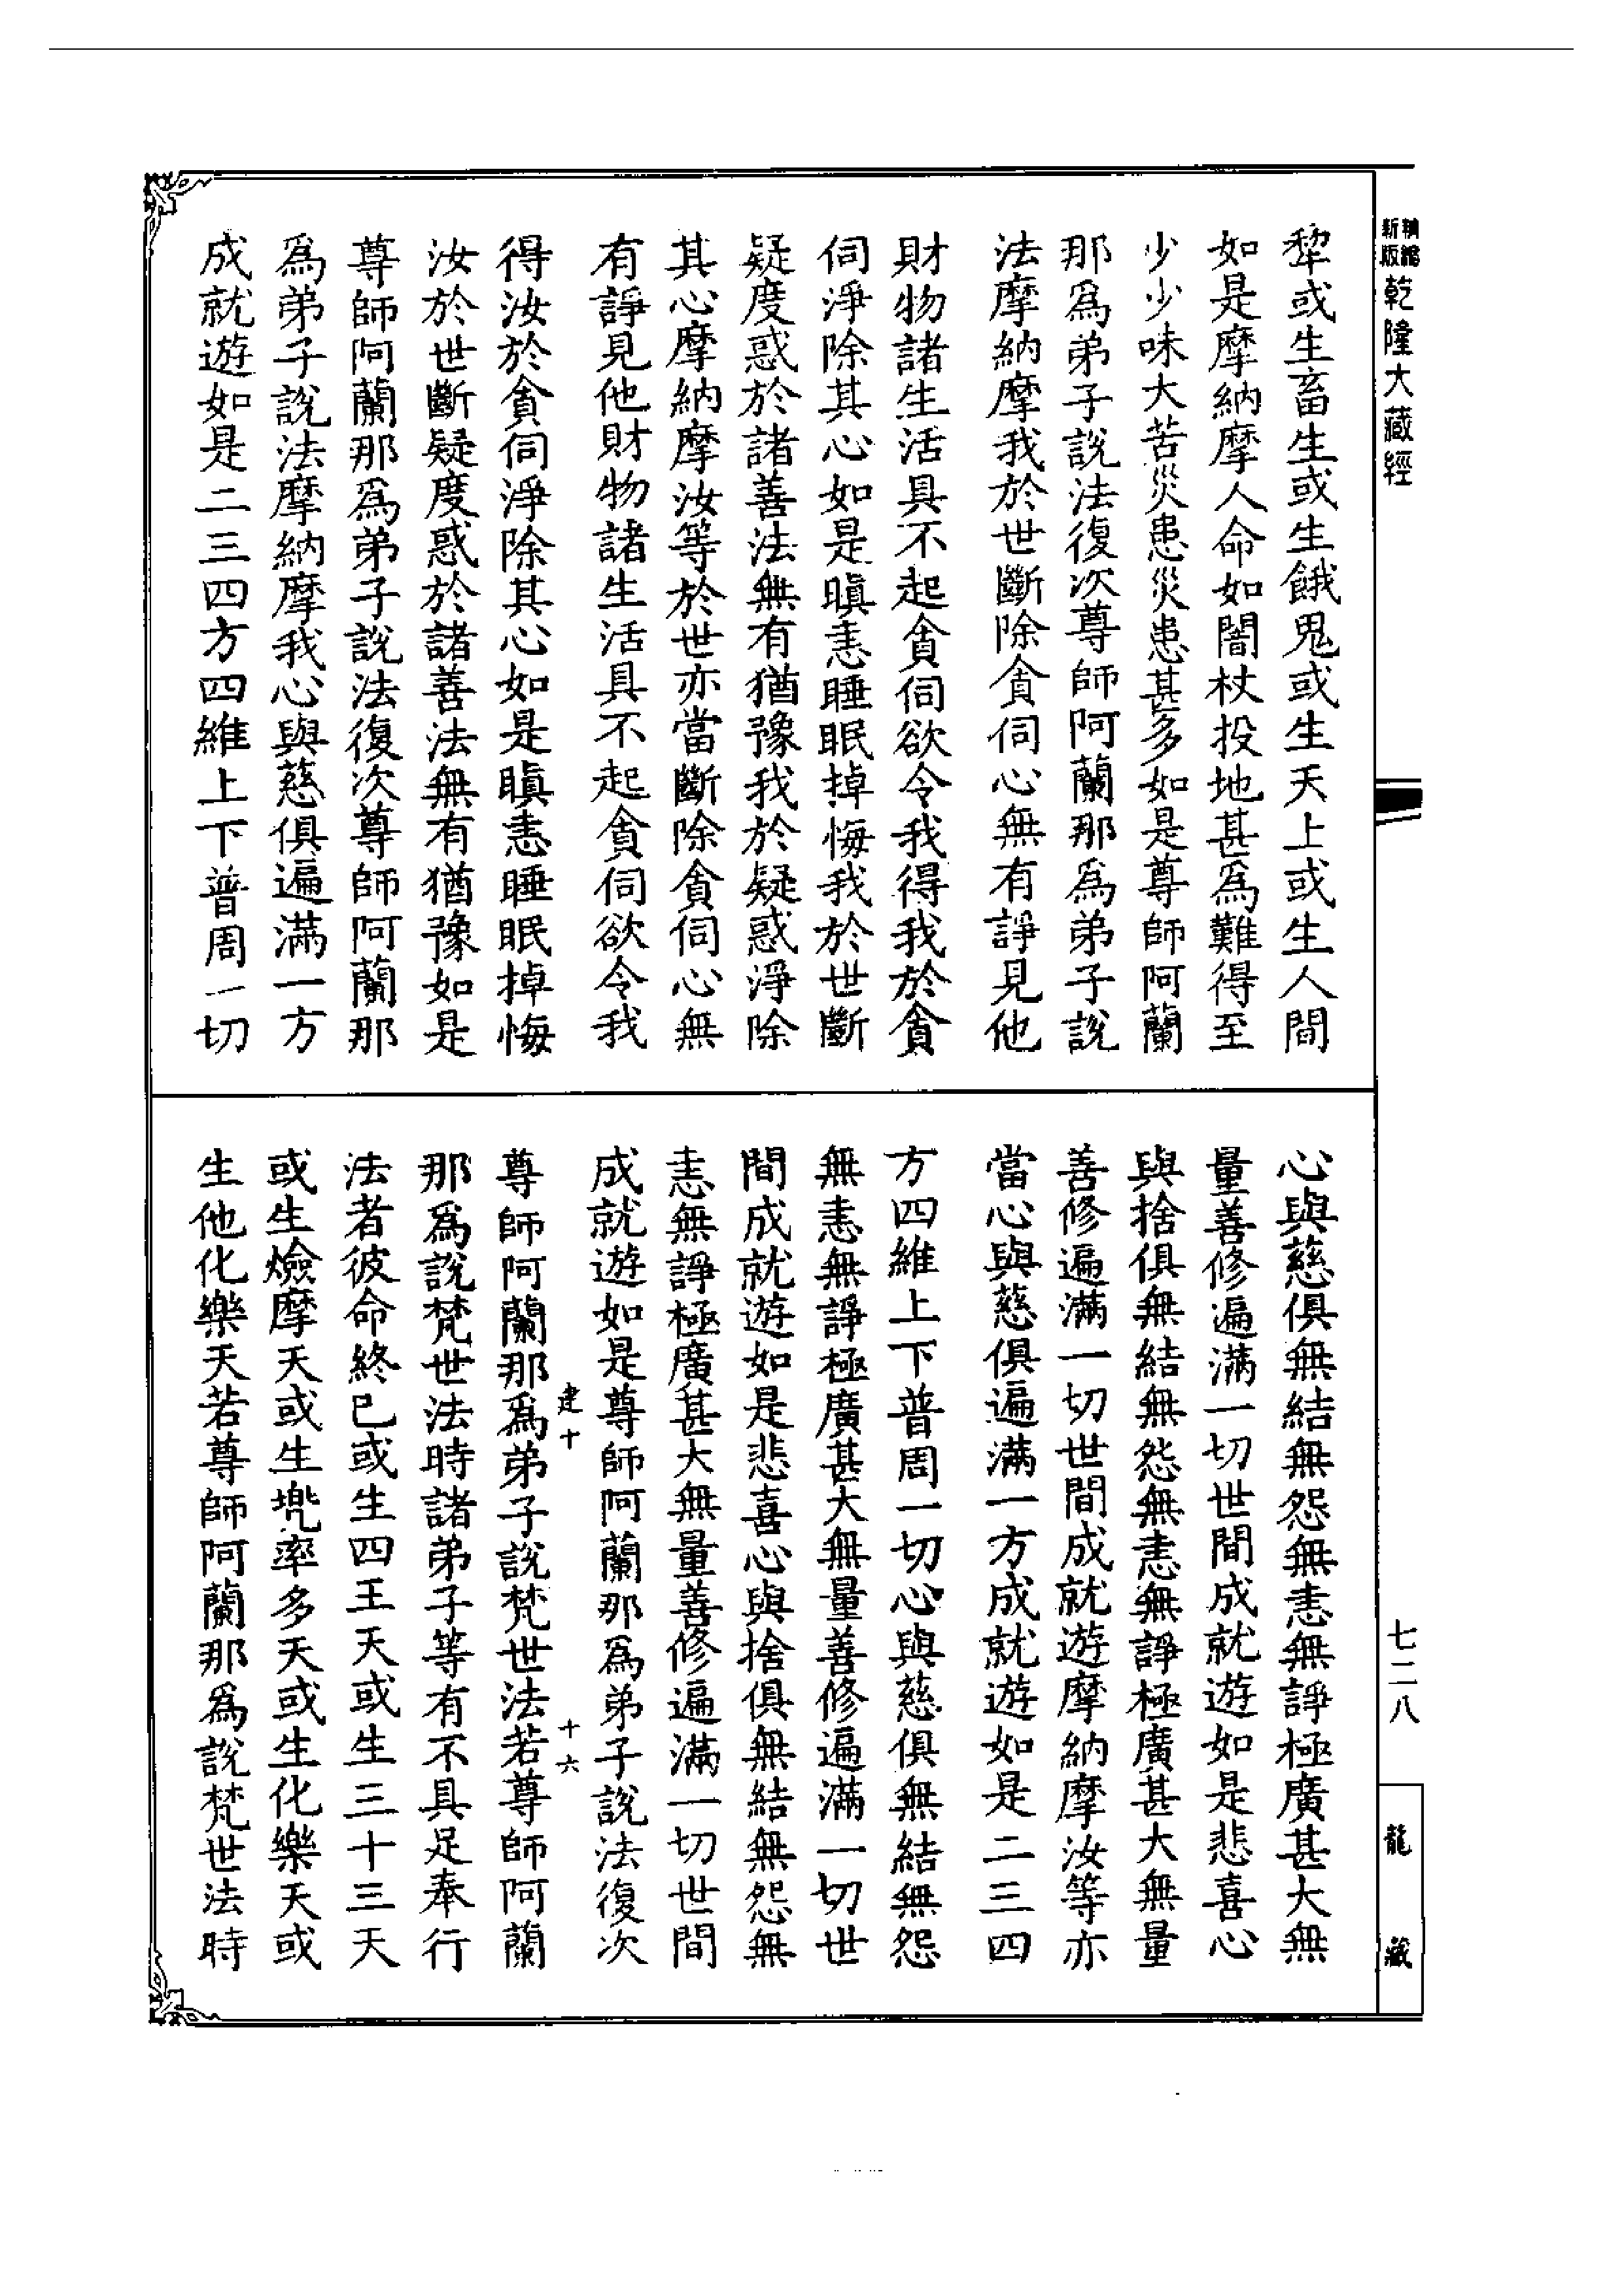 新編
縮版
乾隆大藏經
犂或生畜生或生餓鬼或生天上或生人間
如是摩納摩人命如闇杖投地甚爲難得至
少少味大苦災患災患甚多如是尊師阿蘭
那爲弟子說法復次尊師阿蘭那爲弟子說
法摩納摩我於世斷除貪伺心無有諍見他
財物諸生活具不起貪伺欲令我得我於貪
伺淨除其心如是瞋恚睡眠掉悔我於世斷
疑度惑於諸善法無有猶豫我於疑惑淨除
其心摩納摩汝等於世亦當斷除貪伺心無
有諍見他財物諸生活具不起貪伺欲令我
得汝於貪伺淨除其心如是瞋恚睡眠掉悔
汝於世斷疑度惑於諸善法無有猶豫如是
尊師阿蘭那爲弟子說法復次尊師阿蘭那
爲弟子說法摩納摩我心與慈俱遍滿一方
成就遊如是二三四方四維上下普周一切
心與慈俱無結無怨無恚無諍極廣甚大無
量善修遍滿一切世間成就遊如是悲喜心
與捨俱無結無怨無恚無諍極廣甚大無量
善修遍滿一切世間成就遊摩納摩汝等亦
當心與慈俱遍滿一方成就遊如是二三四
方四維上下普周一切心與慈俱無結無怨
無恚無諍極廣甚大無量善修遍滿一切世
間成就遊如是悲喜心與捨俱無結無怨無
恚無諍極廣甚大無量善修遍滿一切世間
成就遊如是尊師阿蘭那爲弟子說法復次
建十
十六
尊師阿蘭那爲弟子說梵世法若尊師阿蘭
那爲說梵世法時諸弟子等有不具足奉行
法者彼命終已或生四王天或生三十三天
或生㷿摩天或生兜率多天或生化樂天或
生他化樂天若尊師阿蘭那爲說梵世法時
七二八
龍藏